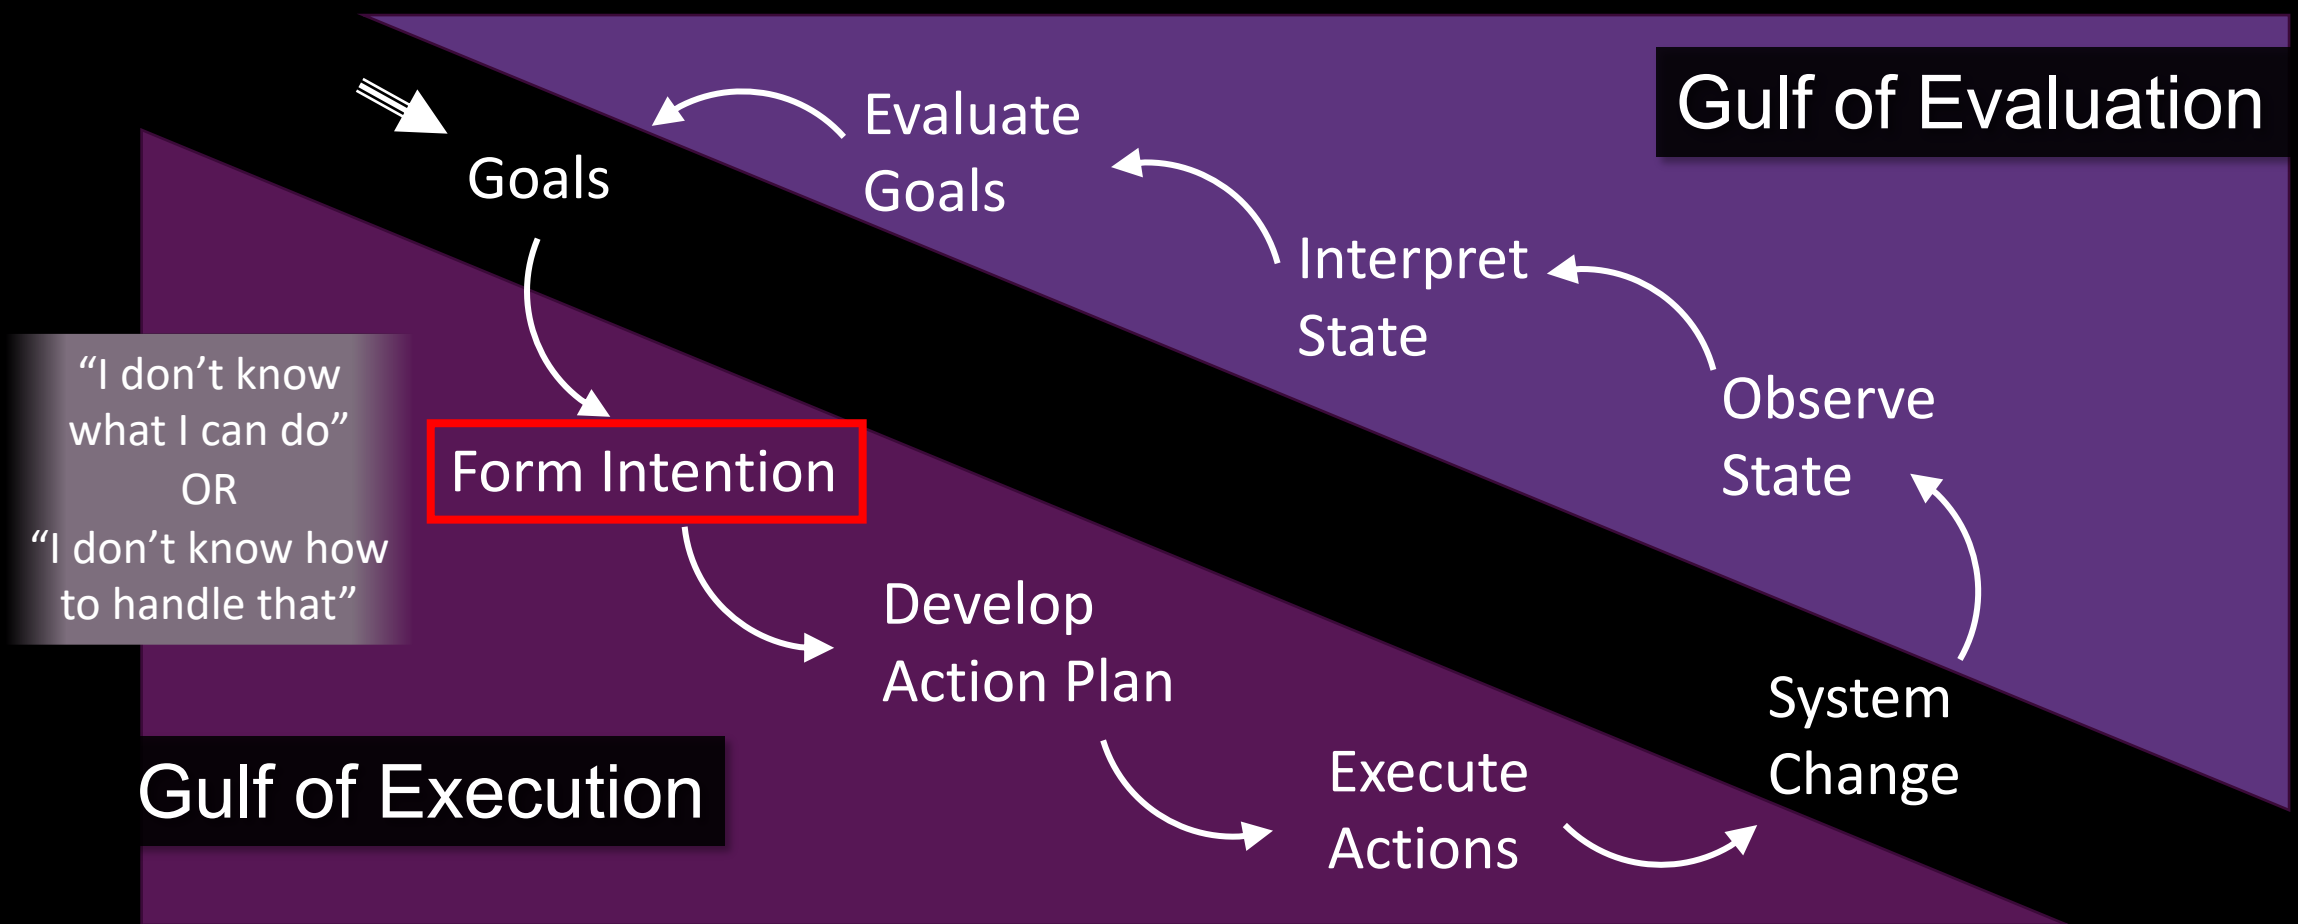 Gulf of Evaluation
Evaluate
Goals
Goals
Interpret
State
“I don’t know
what I can do”
OR
“I don’t know how
to handle that”
Observe
State
Form Intention
Develop
Action Plan
System
Change
Execute
Actions
Gulf of Execution